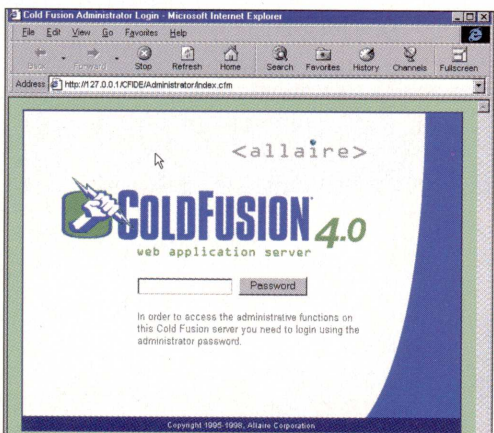 Cold Fusion Administrator Login - Microsoft Internet Explorer
File Edit View Go Favorites Help
Back Forward Stop Refresh Home Search Favorites History Channels Fullscreen
Address http://127.0.0.1/CFIDE/Administrator/index.cfm
<allaire>
COLDFUSION 4.0
web application server
Password
In order to access the administrative functions on
this Cold Fusion server you need to login using the
administrator password.
Copyright 1995-1998, Allaire Corporation